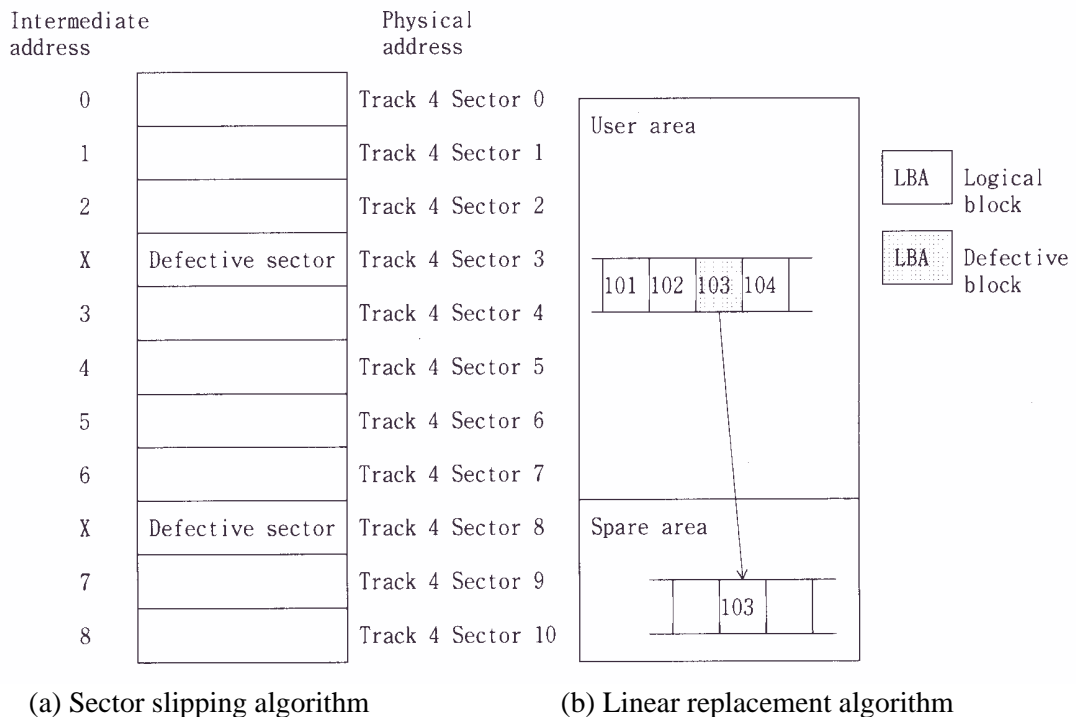 Intermediate
address
Physical
address
0
Track 4 Sector 0
1
Track 4 Sector 1
2
Track 4 Sector 2
X
Defective sector
Track 4 Sector 3
3
Track 4 Sector 4
4
Track 4 Sector 5
5
Track 4 Sector 6
6
Track 4 Sector 7
X
Defective sector
Track 4 Sector 8
7
Track 4 Sector 9
8
Track 4 Sector 10
(a) Sector slipping algorithm
User area
101 102 103 104
Spare area
103
LBA
Logical
block
LBA
Defective
block
(b) Linear replacement algorithm